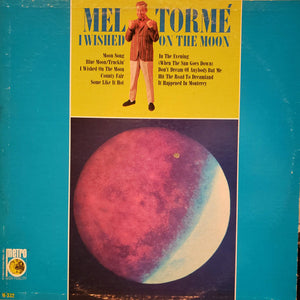 MEL TORMÉ
I WISHED ON THE MOON
Moon Song
Blue Moon/Truckin'
I Wished On The Moon
County Fair
Some Like It Hot
In The Evening
(When The Sun Goes Down)
Don't Dream Of Anybody But Me
Hit The Road To Dreamland
It Happened In Monterey
metro
M-532